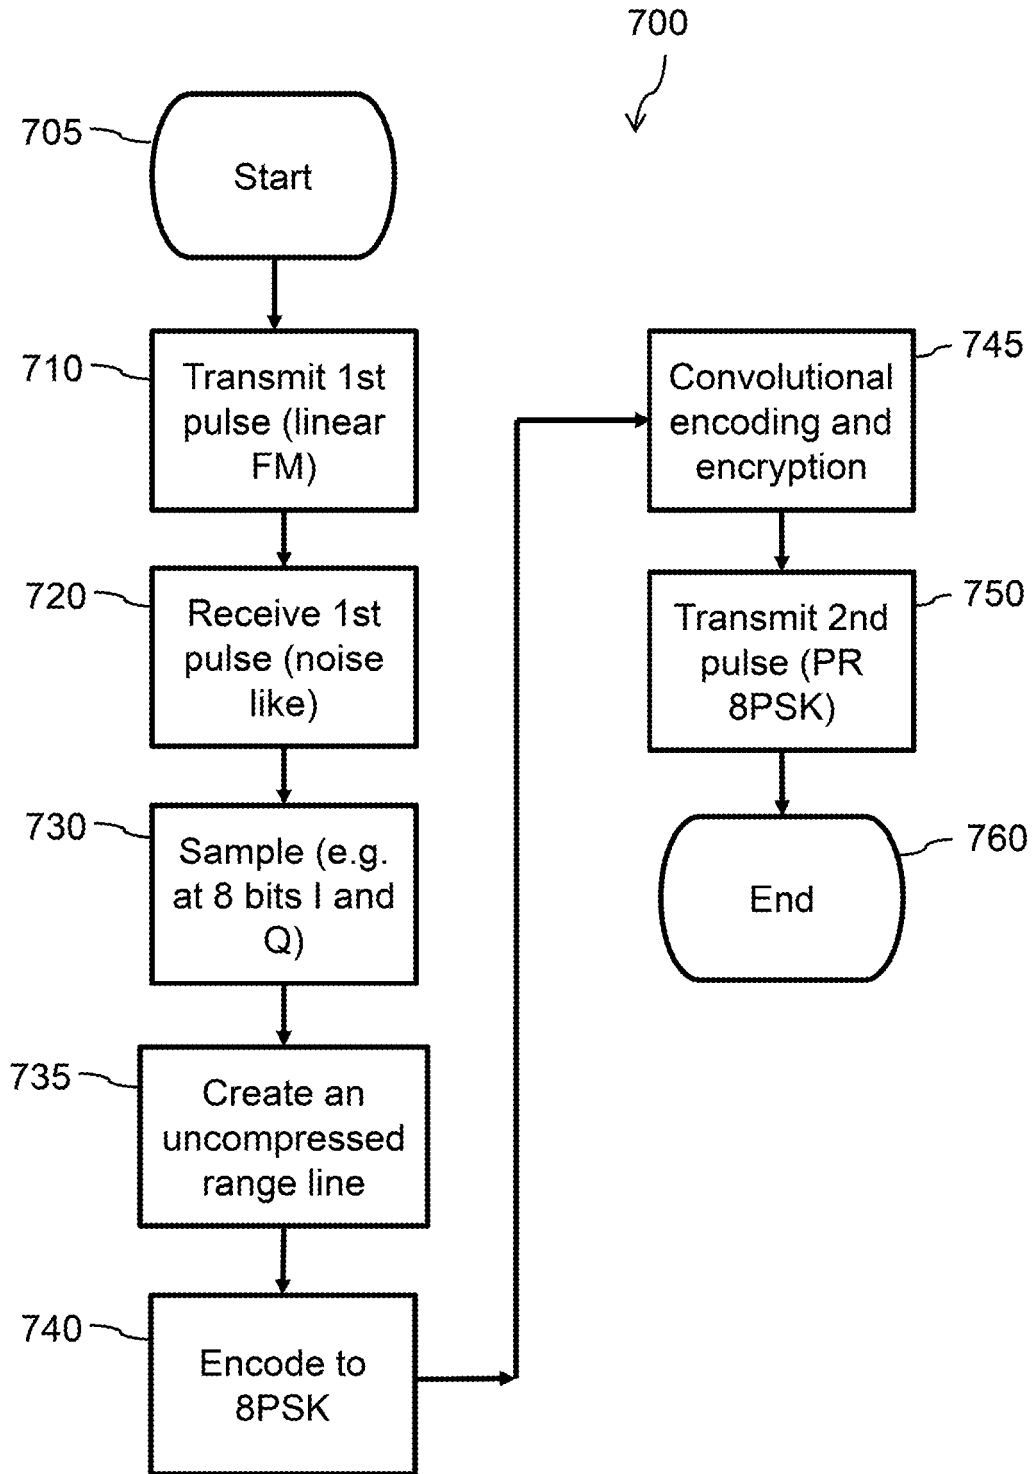 700
705
Start
710
Transmit 1st
pulse (linear
FM)
720
Receive 1st
pulse (noise
like)
730
Sample (e.g.
at 8 bits I and
Q)
735
Create an
uncompressed
range line
740
Encode to
8PSK
745
Convolutional
encoding and
encryption
750
Transmit 2nd
pulse (PR
8PSK)
760
End